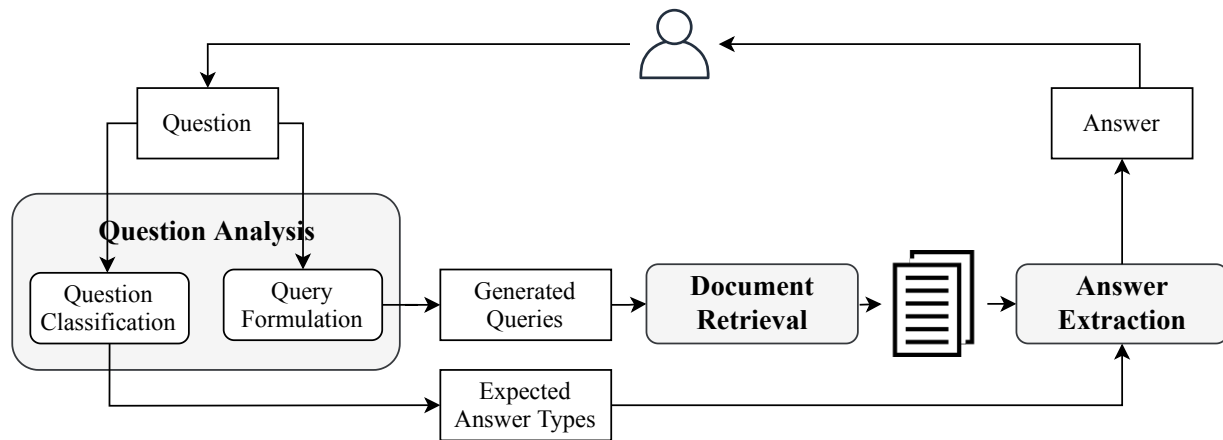 Question
Answer
Question Analysis
Question
Classification
Query
Formulation
Generated
Queries
Document
Retrieval
Answer
Extraction
Expected
Answer Types